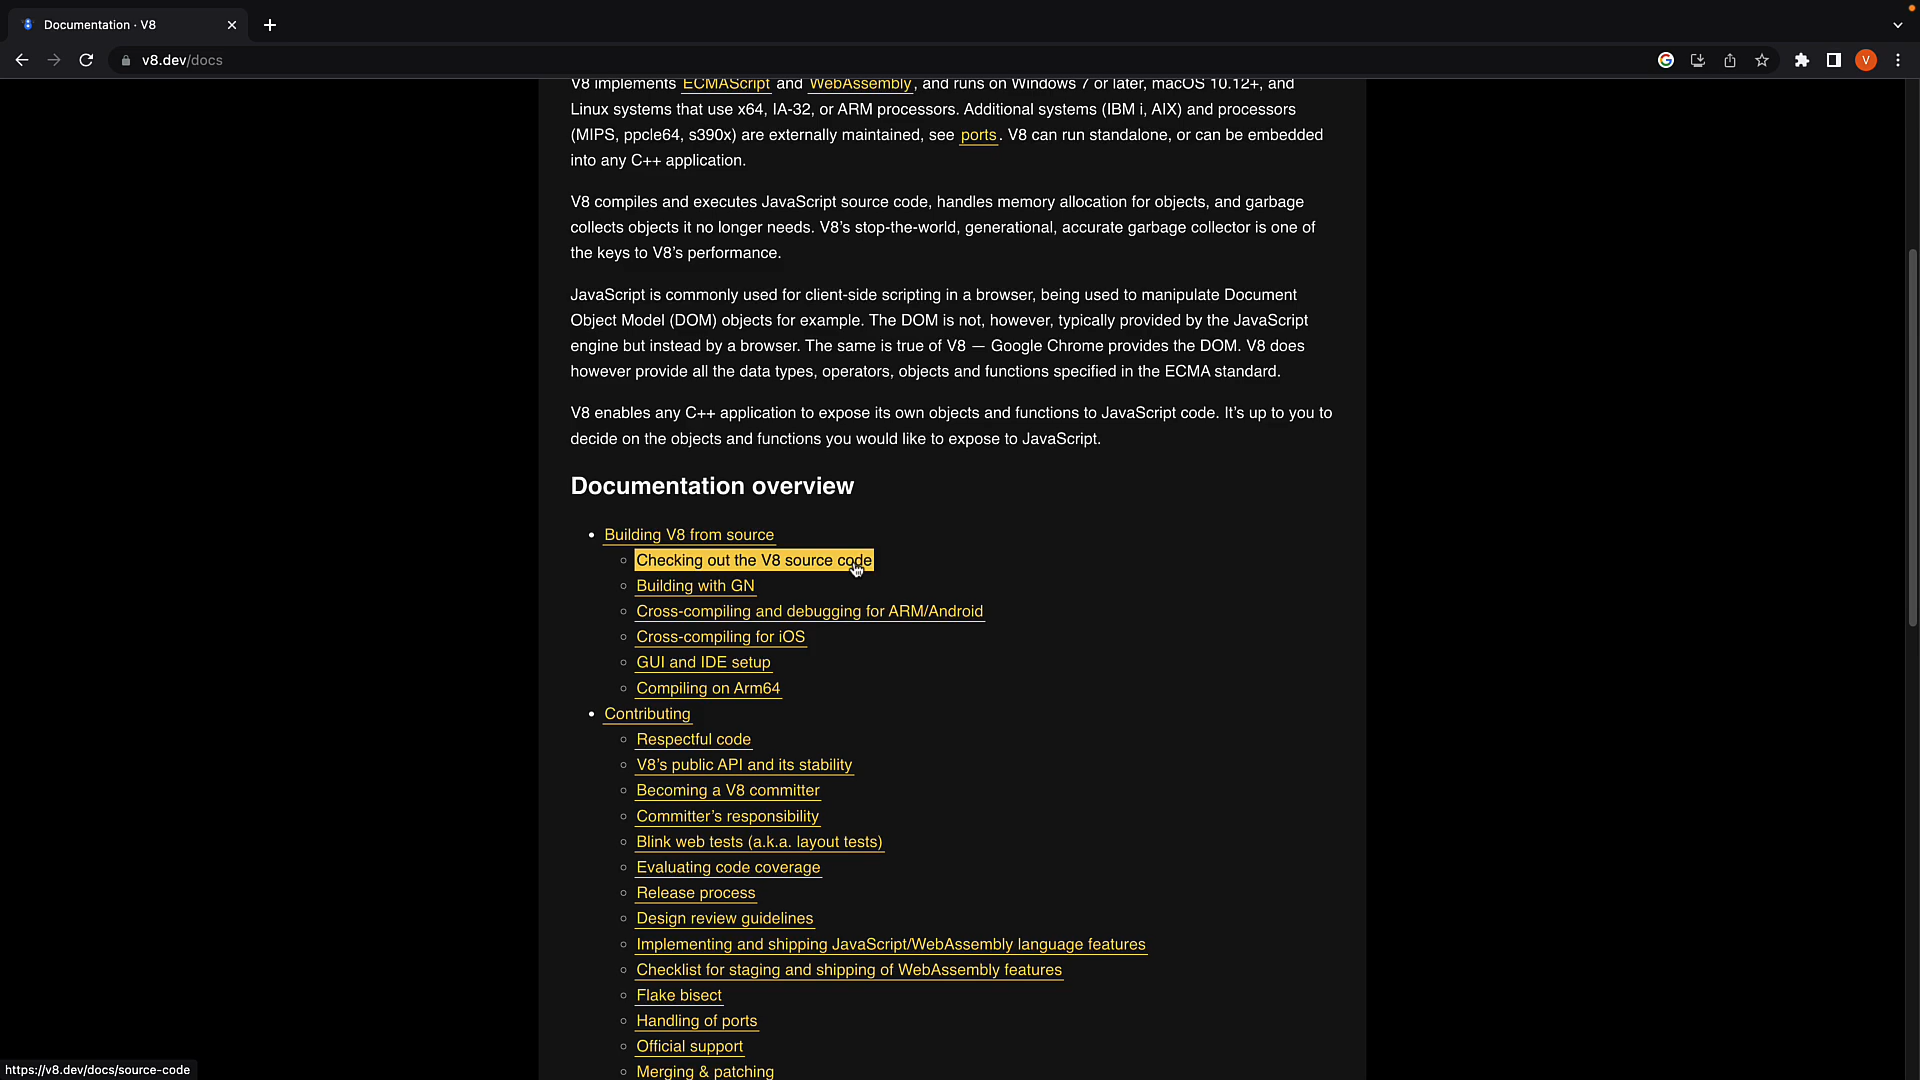 Documentation · V8
v8.dev/docs
V
V8 implements ECMAScript and WebAssembly, and runs on Windows 7 or later, macOS 10.12+, and
Linux systems that use x64, IA-32, or ARM processors. Additional systems (IBM i, AIX) and processors
(MIPS, ppcle64, s390x) are externally maintained, see ports. V8 can run standalone, or can be embedded
into any C++ application.
V8 compiles and executes JavaScript source code, handles memory allocation for objects, and garbage
collects objects it no longer needs. V8’s stop-the-world, generational, accurate garbage collector is one of
the keys to V8’s performance.
JavaScript is commonly used for client-side scripting in a browser, being used to manipulate Document
Object Model (DOM) objects for example. The DOM is not, however, typically provided by the JavaScript
engine but instead by a browser. The same is true of V8 — Google Chrome provides the DOM. V8 does
however provide all the data types, operators, objects and functions specified in the ECMA standard.
V8 enables any C++ application to expose its own objects and functions to JavaScript code. It’s up to you to
decide on the objects and functions you would like to expose to JavaScript.
Documentation overview
Building V8 from source
Checking out the V8 source code
Building with GN
Cross-compiling and debugging for ARM/Android
Cross-compiling for iOS
GUI and IDE setup
Compiling on Arm64
Contributing
Respectful code
V8’s public API and its stability
Becoming a V8 committer
Committer’s responsibility
Blink web tests (a.k.a. layout tests)
Evaluating code coverage
Release process
Design review guidelines
Implementing and shipping JavaScript/WebAssembly language features
Checklist for staging and shipping of WebAssembly features
Flake bisect
Handling of ports
Official support
Merging & patching
https://v8.dev/docs/source-code